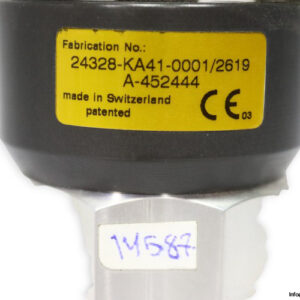 Fabrication No.:
24328-KA41-0001/2619
A-452444
made in Switzerland
patented
CE 03
14587